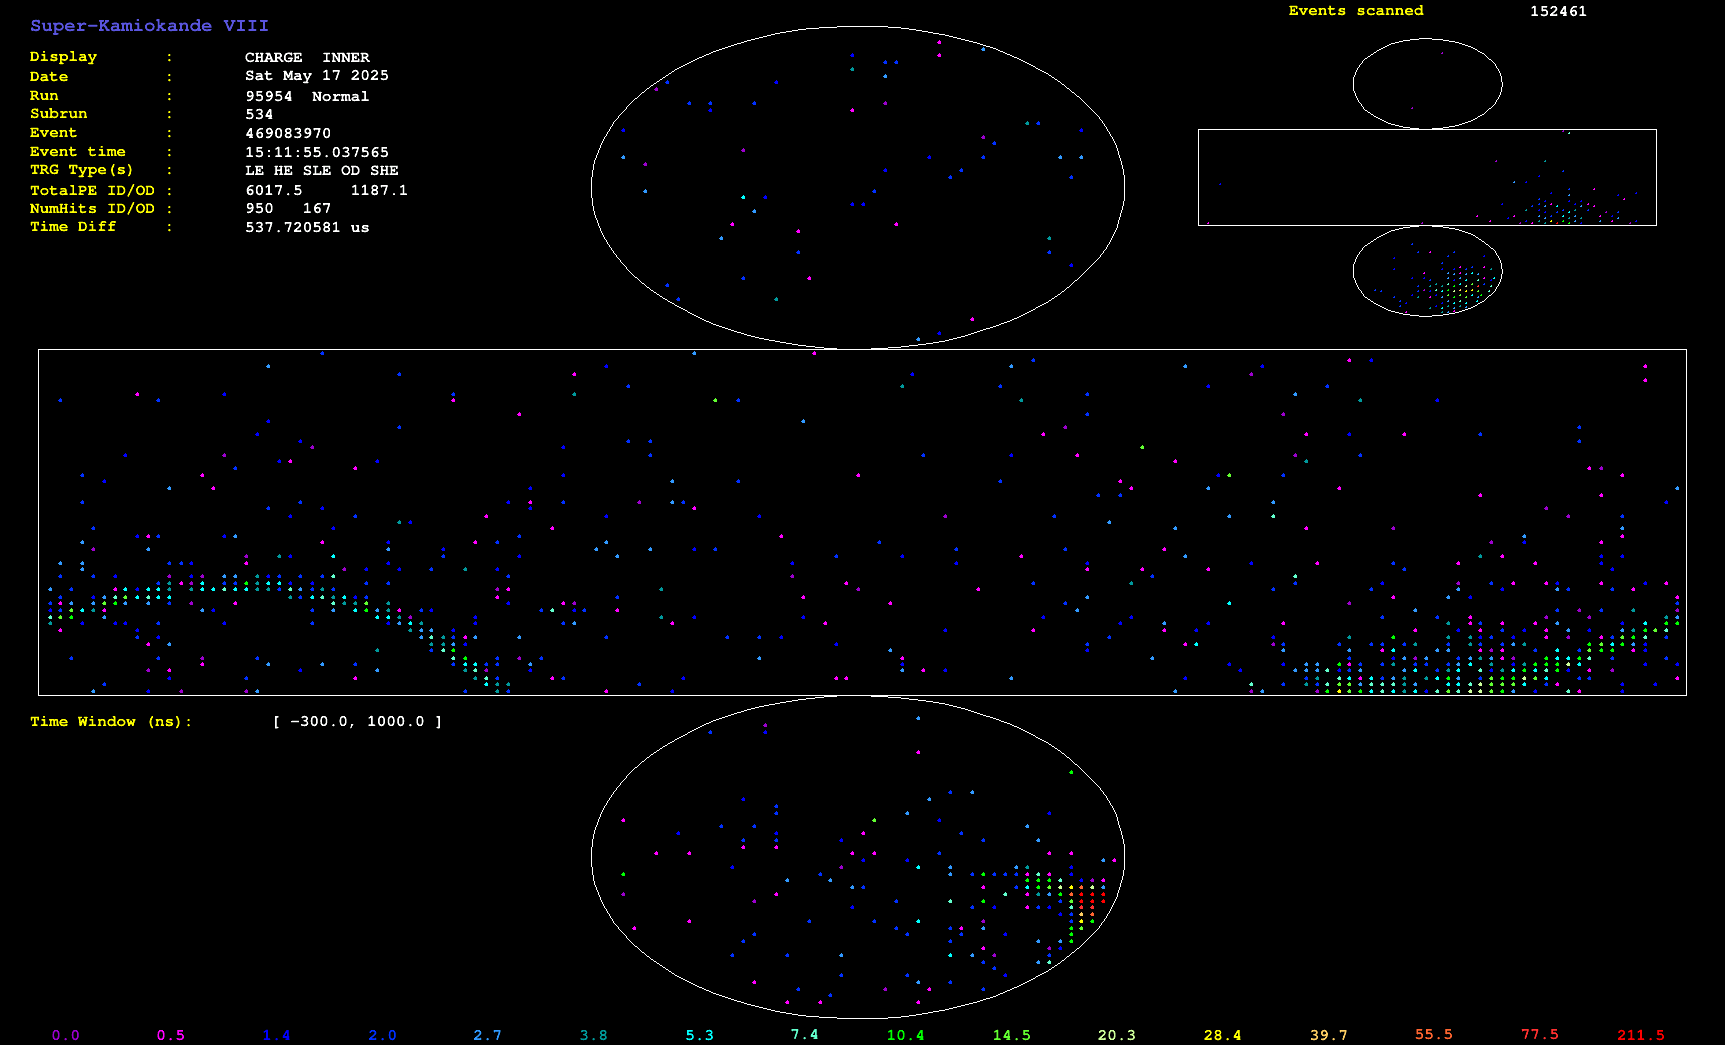 Super-Kamiokande VIII
Events scanned 152461
Display : CHARGE INNER
Date : Sat May 17 2025
Run : 95954 Normal
Subrun : 534
Event : 469083970
Event time : 15:11:55.037565
TRG Type(s) : LE HE SLE OD SHE
TotalPE ID/OD : 6017.5 1187.1
NumHits ID/OD : 950 167
Time Diff : 537.720581 us
Time Window (ns): [ -300.0, 1000.0 ]
0.0 0.5 1.4 2.0 2.7 3.8 5.3 7.4 10.4 14.5 20.3 28.4 39.7 55.5 77.5 211.5